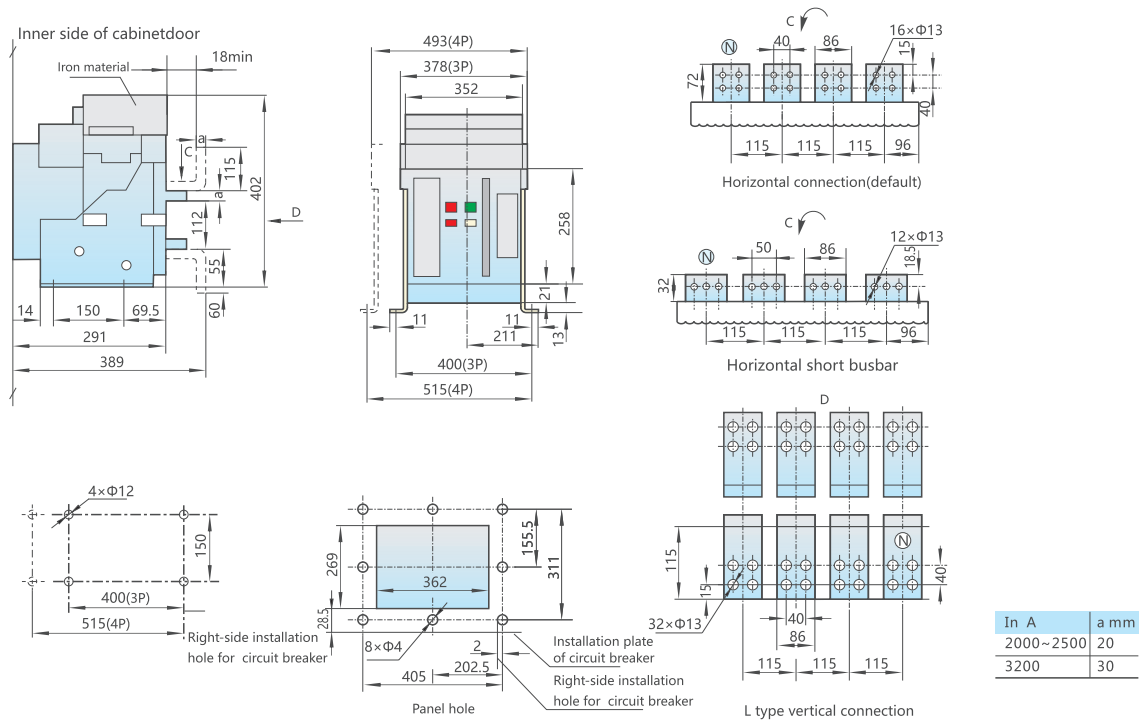 Inner side of cabinetdoor
18min
Iron material
a
C
115
402
a
D
112
55
60
14
150
69.5
291
389
493(4P)
378(3P)
352
258
21
11
11
211
13
400(3P)
515(4P)
C
40
86
16×Φ13
15
N
72
40
115
115
115
96
Horizontal connection(default)
C
50
86
12×Φ13
18.5
N
32
115
115
115
96
Horizontal short busbar
D
N
115
15
40
32×Φ13
40
86
115
115
115
L type vertical connection
4×Φ12
150
400(3P)
515(4P)
Right-side installation
hole for circuit breaker
269
362
155.5
311
28.5
8×Φ4
2
202.5
405
Installation plate
of circuit breaker
Right-side installation
hole for circuit breaker
Panel hole
In A a mm
2000~2500 20
3200 30